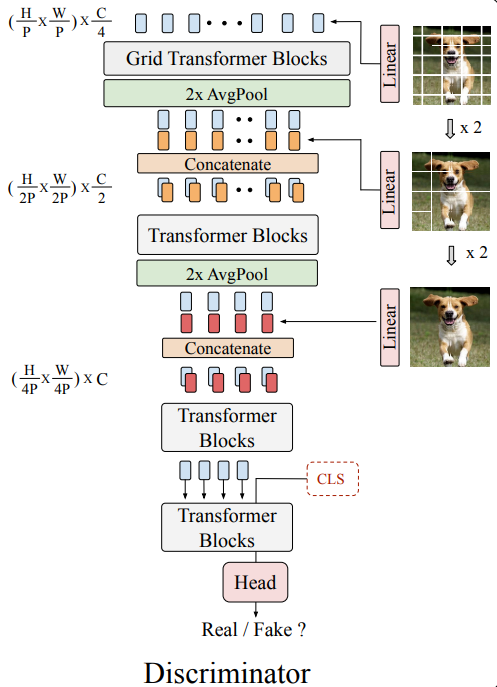 (H/P x W/P) x C/4
Linear
Grid Transformer Blocks
2x AvgPool
x 2
Concatenate
Linear
(H/2P x W/2P) x C/2
Transformer Blocks
2x AvgPool
x 2
Linear
Concatenate
(H/4P x W/4P) x C
Transformer
Blocks
CLS
Transformer
Blocks
Head
Real / Fake ?
Discriminator